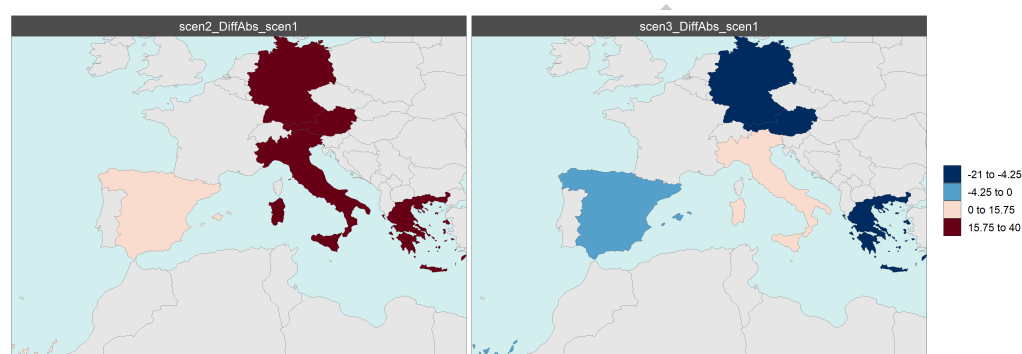 scen2_DiffAbs_scen1
scen3_DiffAbs_scen1
-21 to -4.25
-4.25 to 0
0 to 15.75
15.75 to 40